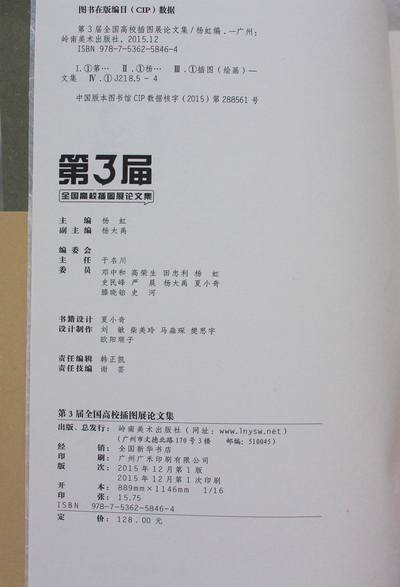 图书在版编目（CIP）数据
第3届全国高校插图展论文集/杨虹编.—广州：
岭南美术出版社，2015.12
ISBN 978-7-5362-5846-4
Ⅰ.①第… Ⅱ.①杨… Ⅲ.①插图（绘画）—
文集 Ⅳ.①J218.5-4
中国版本图书馆CIP数据核字（2015）第288561号
第3届
全国高校插图展论文集
主 编 杨 虹
副主编 杨大禹
编委会
主 任 于名川
委 员 邓中和 高荣生 田忠利 杨 虹
史民峰 严 晨 杨大禹 夏小奇
滕晓铂 史 河
书籍设计 夏小奇
设计制作 刘 敏 柴美玲 马淼琛 樊思宇
欧阳顺子
责任编辑 韩正凯
责任技编 谢 芸
第3届全国高校插图展论文集
出版、总发行：岭南美术出版社（网址：www.lnysw.net）
（广州市文德北路170号3楼 邮编：510045）
经 销：全国新华书店
印 刷：广州广禾印刷有限公司
版 次：2015年12月第1版
2015年12月第1次印刷
开 本：889mm×1146mm 1/16
印 张：15.75
ISBN 978-7-5362-5846-4
定 价：128.00元